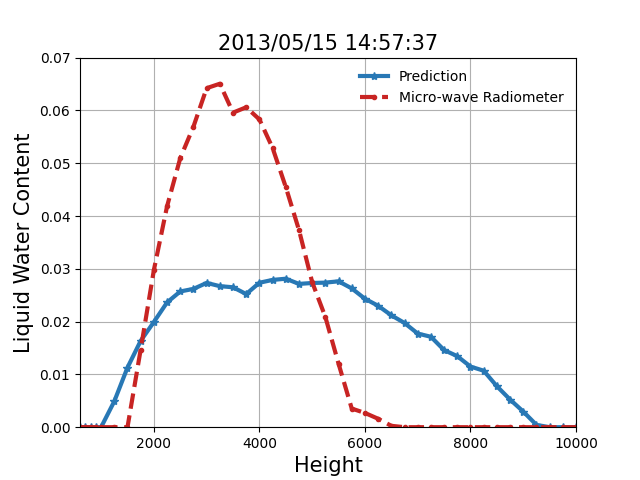 2013/05/15 14:57:37
0.07
0.06
0.05
0.04
0.03
0.02
0.01
0.00
Liquid Water Content
Prediction
Micro-wave Radiometer
2000 4000 6000 8000 10000
Height